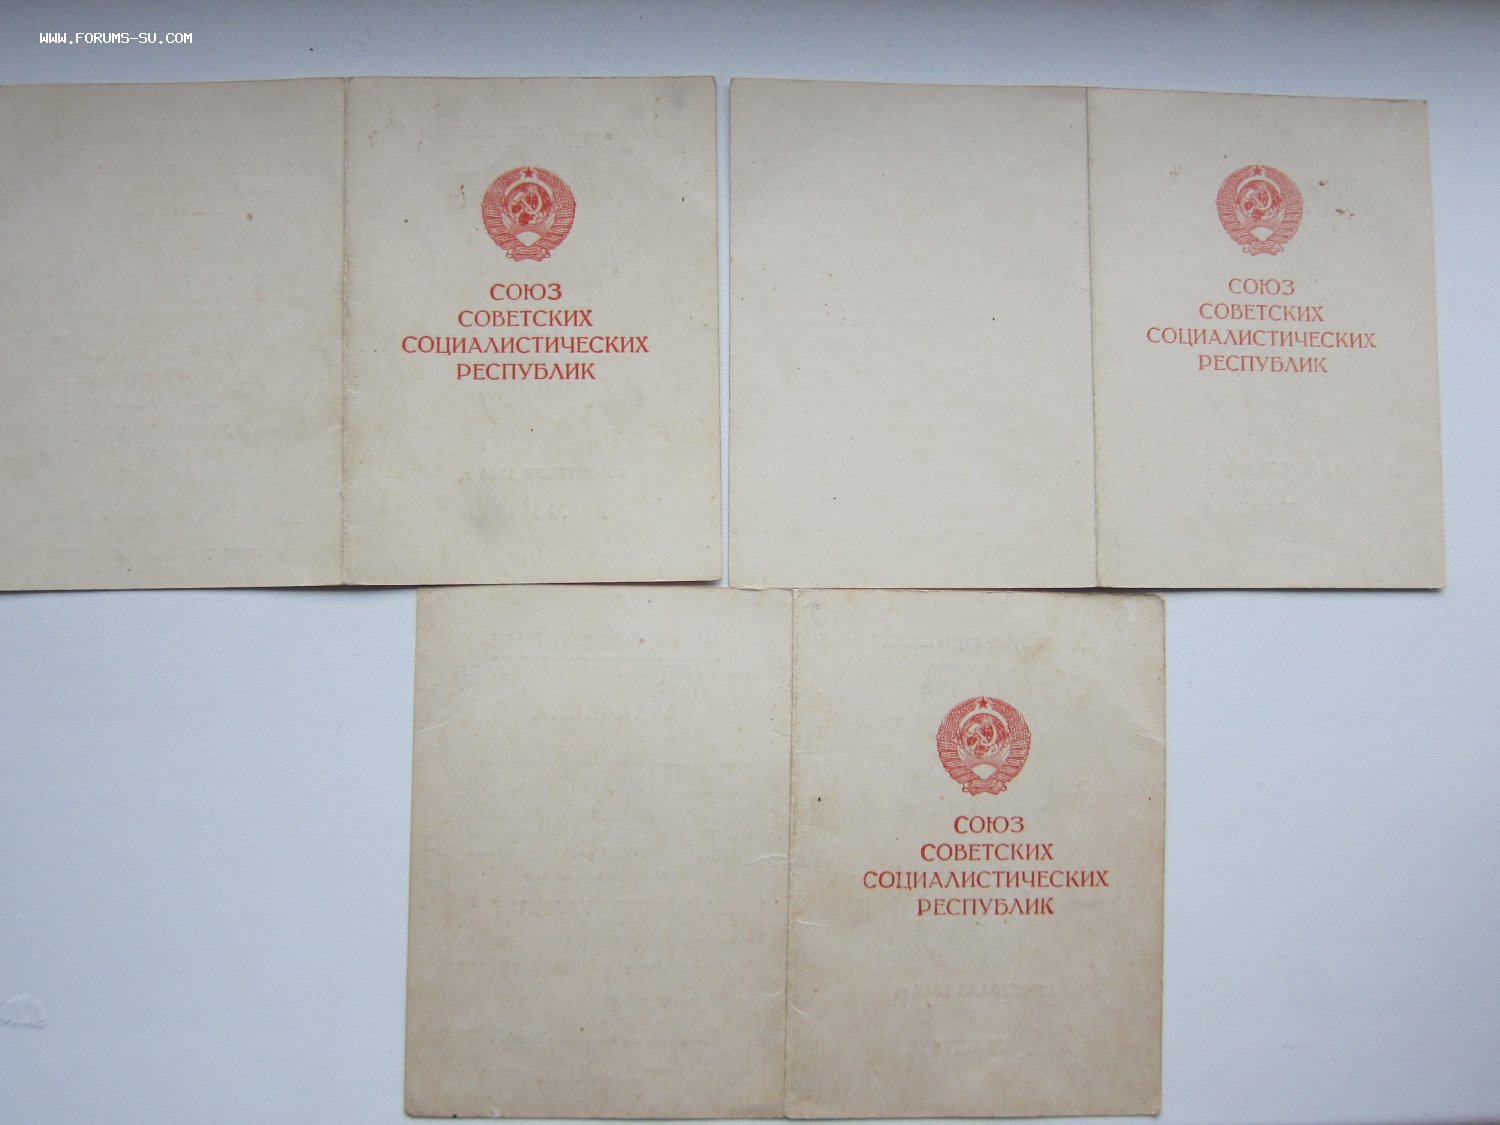 WWW.FORUMS-SU.COM
СОЮЗ
СОВЕТСКИХ
СОЦИАЛИСТИЧЕСКИХ
РЕСПУБЛИК
СОЮЗ
СОВЕТСКИХ
СОЦИАЛИСТИЧЕСКИХ
РЕСПУБЛИК
СОЮЗ
СОВЕТСКИХ
СОЦИАЛИСТИЧЕСКИХ
РЕСПУБЛИК